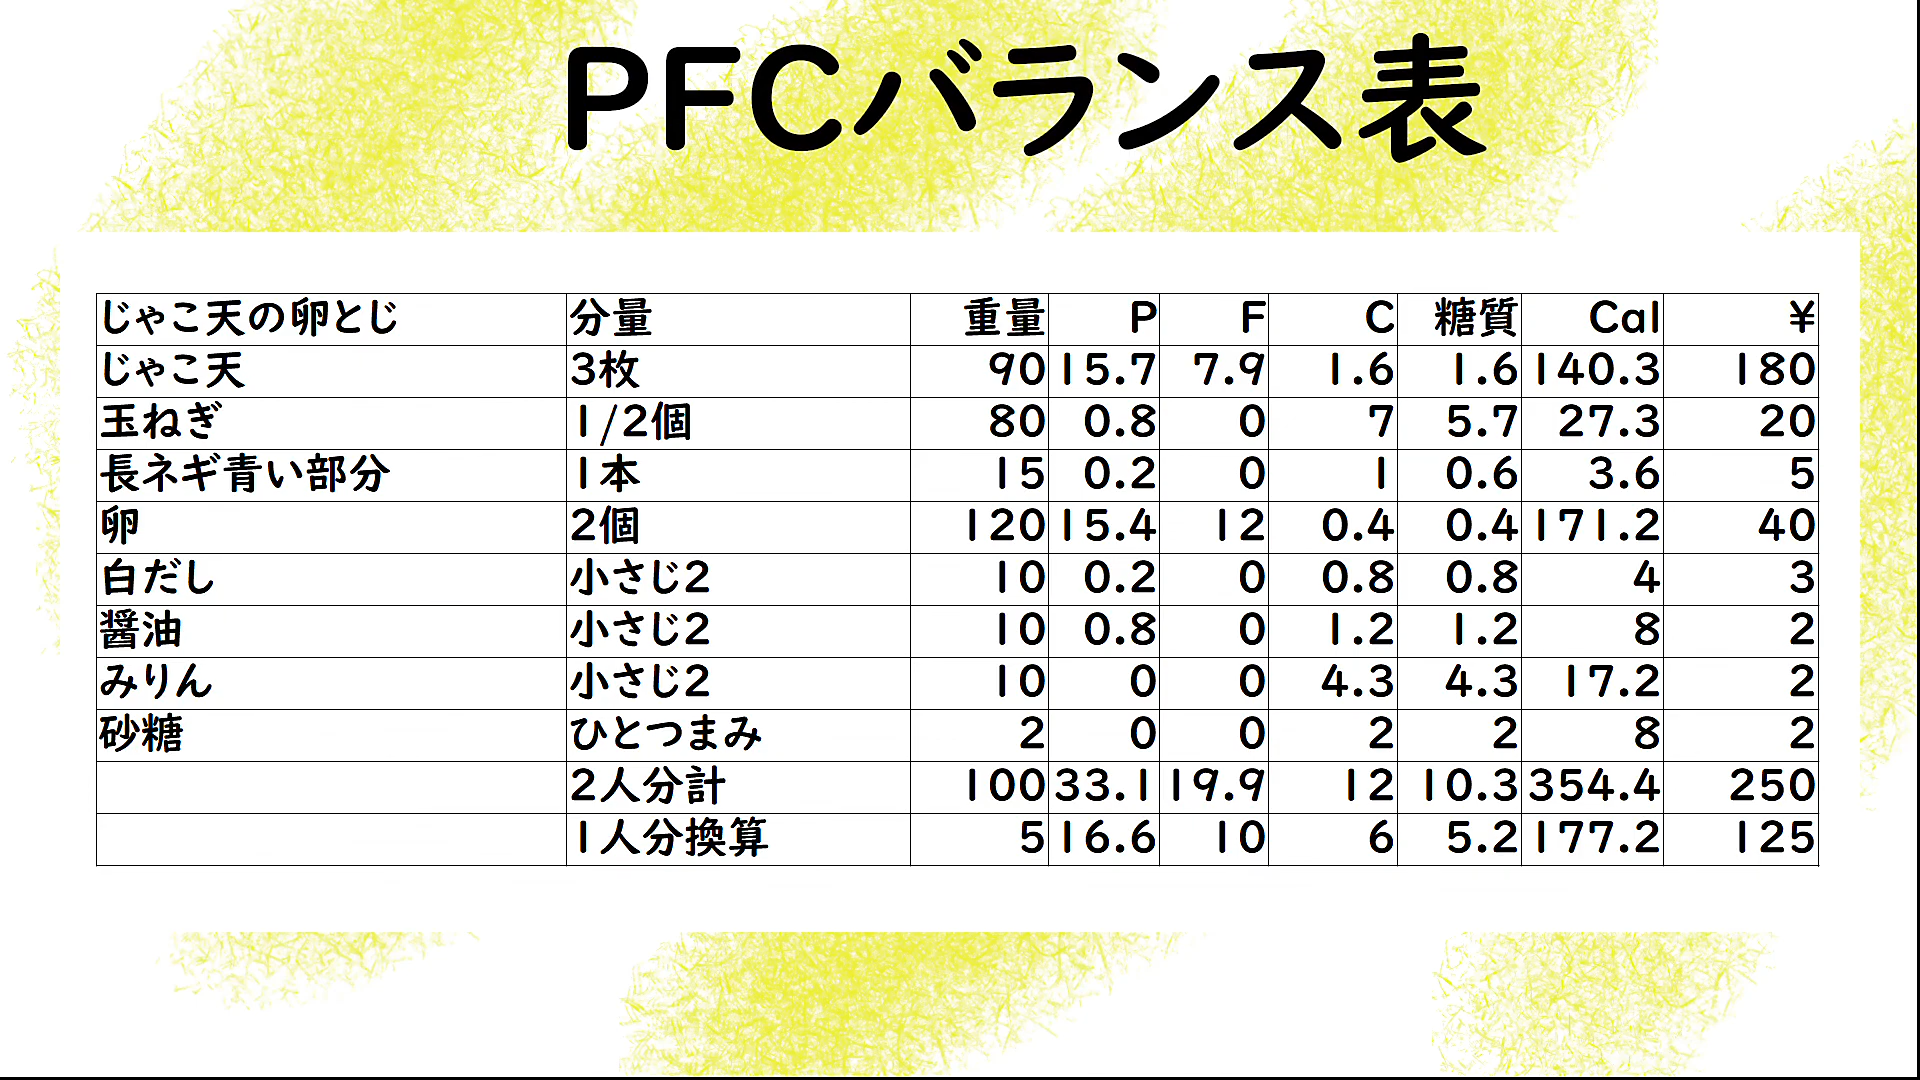 PFCバランス表
じゃこ天の卵とじ 分量 重量 P F C 糖質 Cal ¥
じゃこ天 3枚 90 15.7 7.9 1.6 1.6 140.3 180
玉ねぎ 1/2個 80 0.8 0 7 5.7 27.3 20
長ネギ青い部分 1本 15 0.2 0 1 0.6 3.6 5
卵 2個 120 15.4 12 0.4 0.4 171.2 40
白だし 小さじ2 10 0.2 0 0.8 0.8 4 3
醤油 小さじ2 10 0.8 0 1.2 1.2 8 2
みりん 小さじ2 10 0 0 4.3 4.3 17.2 2
砂糖 ひとつまみ 2 0 0 2 2 8 2
2人分計 100 33.1 19.9 12 10.3 354.4 250
1人分換算 5 16.6 10 6 5.2 177.2 125